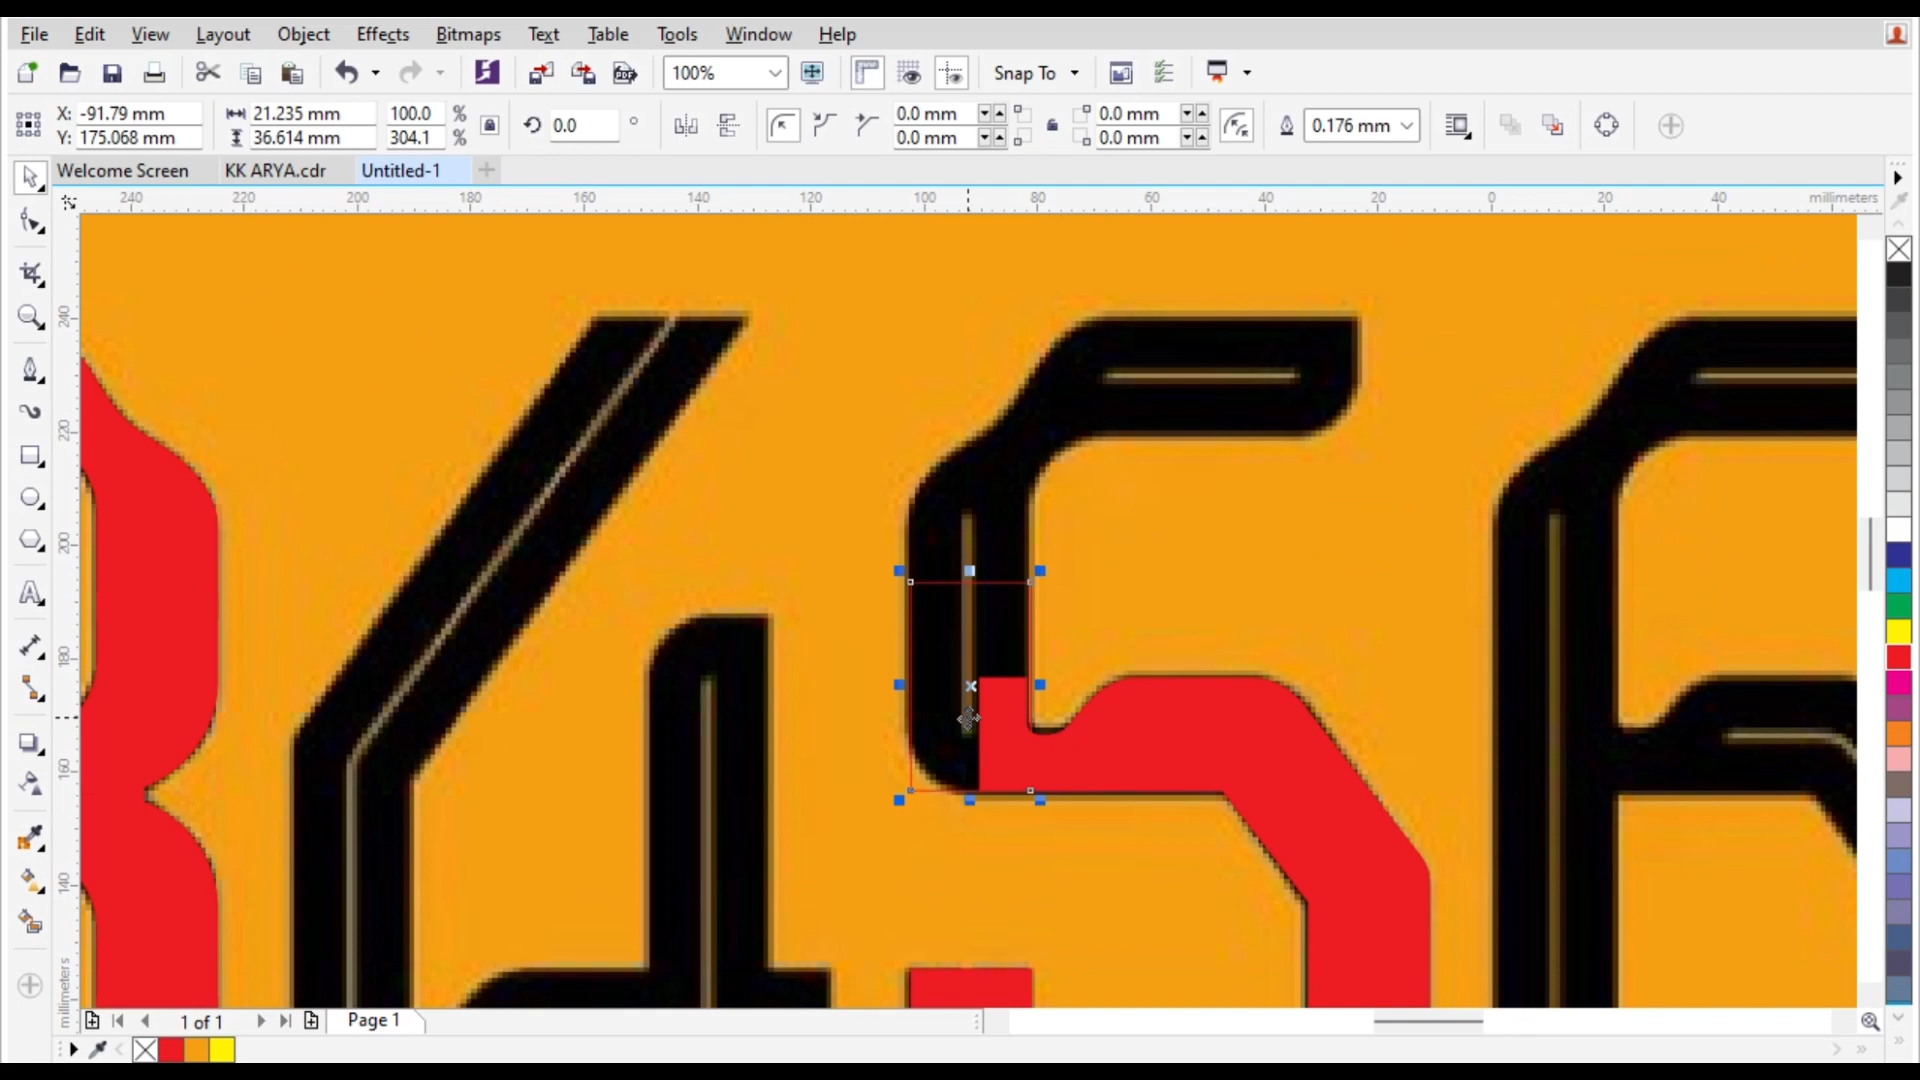 File Edit View Layout Object Effects Bitmaps Text Table Tools Window Help
100% Snap To
X: -91.79 mm 21.235 mm 100.0 % 0.0 ° 0.0 mm 0.0 mm 0.176 mm
Y: 175.068 mm 36.614 mm 304.1 % 0.0 mm 0.0 mm
Welcome Screen KK ARYA.cdr Untitled-1
240 220 200 180 160 140 120 100 80 60 40 20 0 20 40 millimeters
240
220
200
180
160
140
millimeters
4 5
1 of 1 Page 1